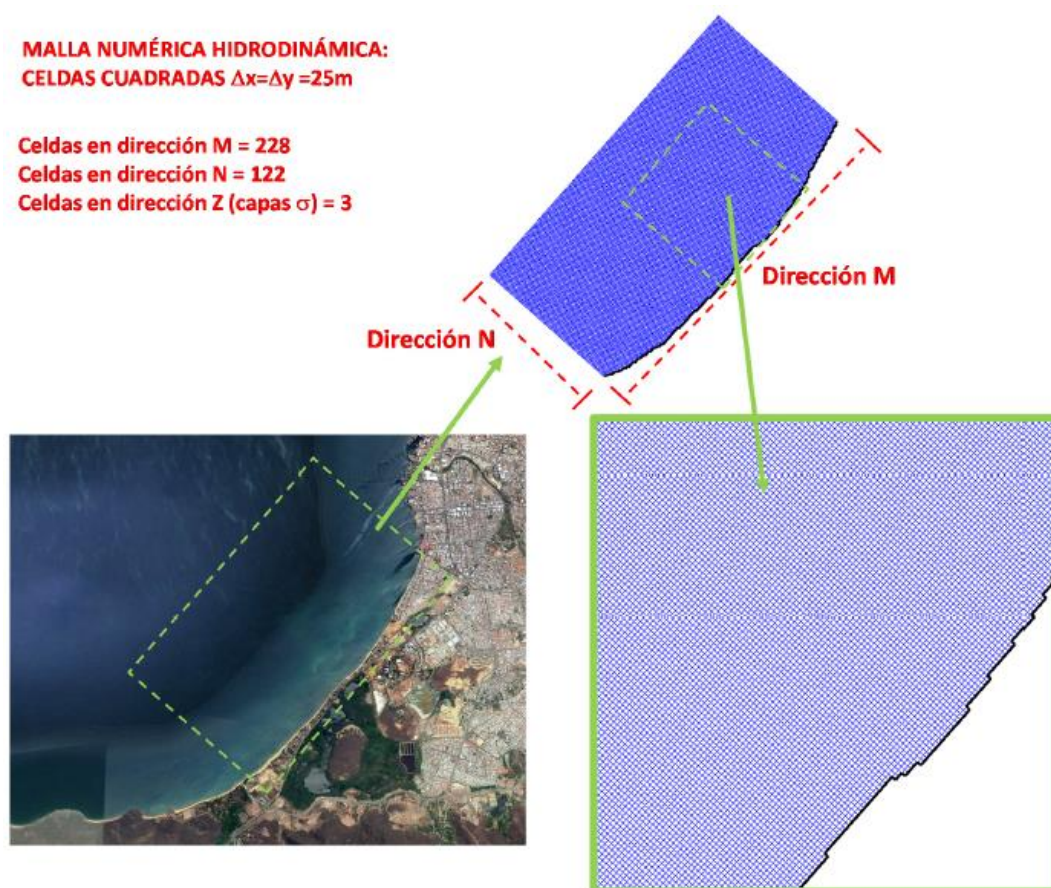 MALLA NUMÉRICA HIDRODINÁMICA:
CELDAS CUADRADAS Δx=Δy =25m
Celdas en dirección M = 228
Celdas en dirección N = 122
Celdas en dirección Z (capas σ) = 3
Dirección M
Dirección N